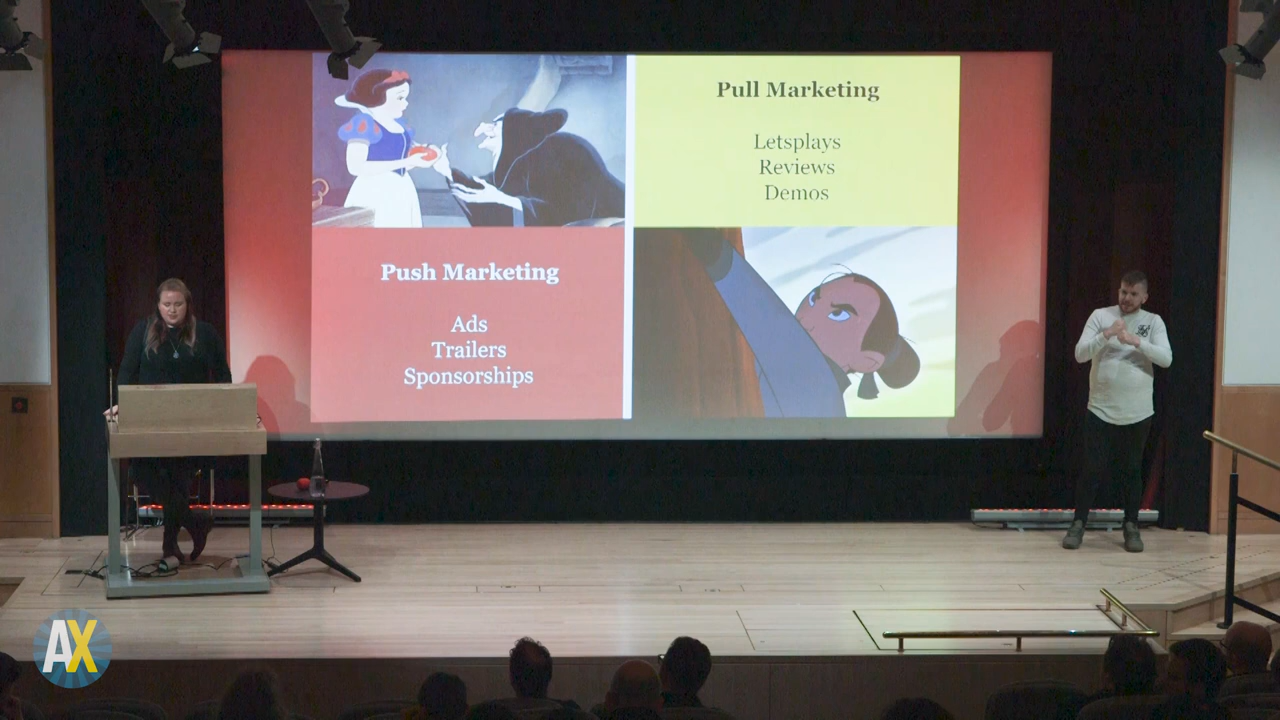 Pull Marketing
Letsplays
Reviews
Demos
Push Marketing
Ads
Trailers
Sponsorships
AX